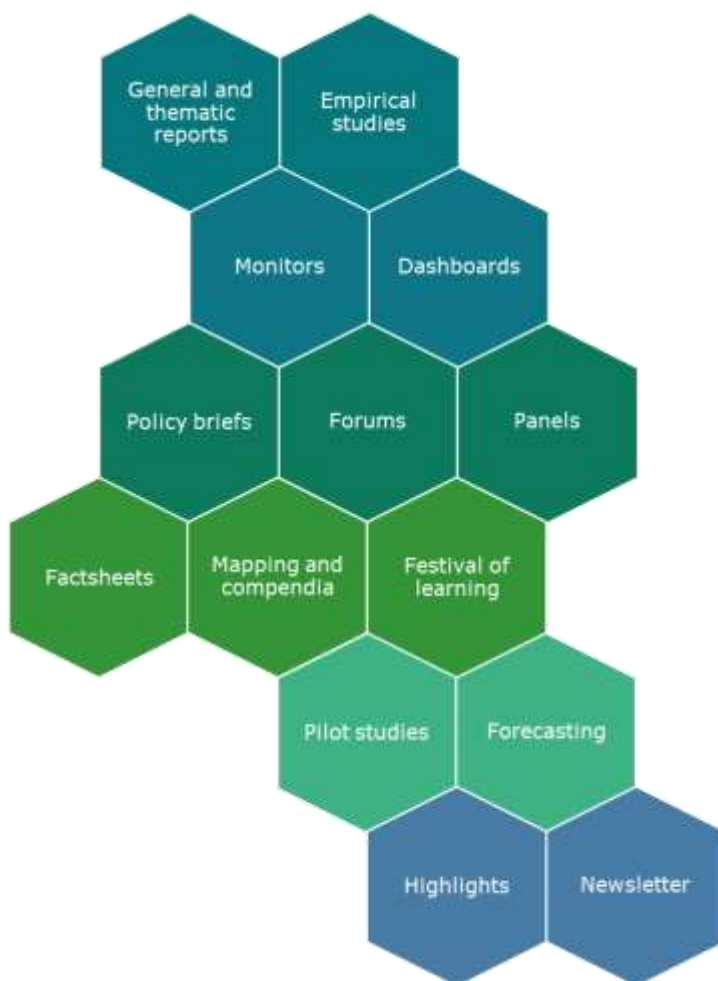 General and
thematic
reports
Empirical
studies
Monitors
Dashboards
Policy briefs
Forums
Panels
Factsheets
Mapping and
compendia
Festival of
learning
Pilot studies
Forecasting
Highlights
Newsletter